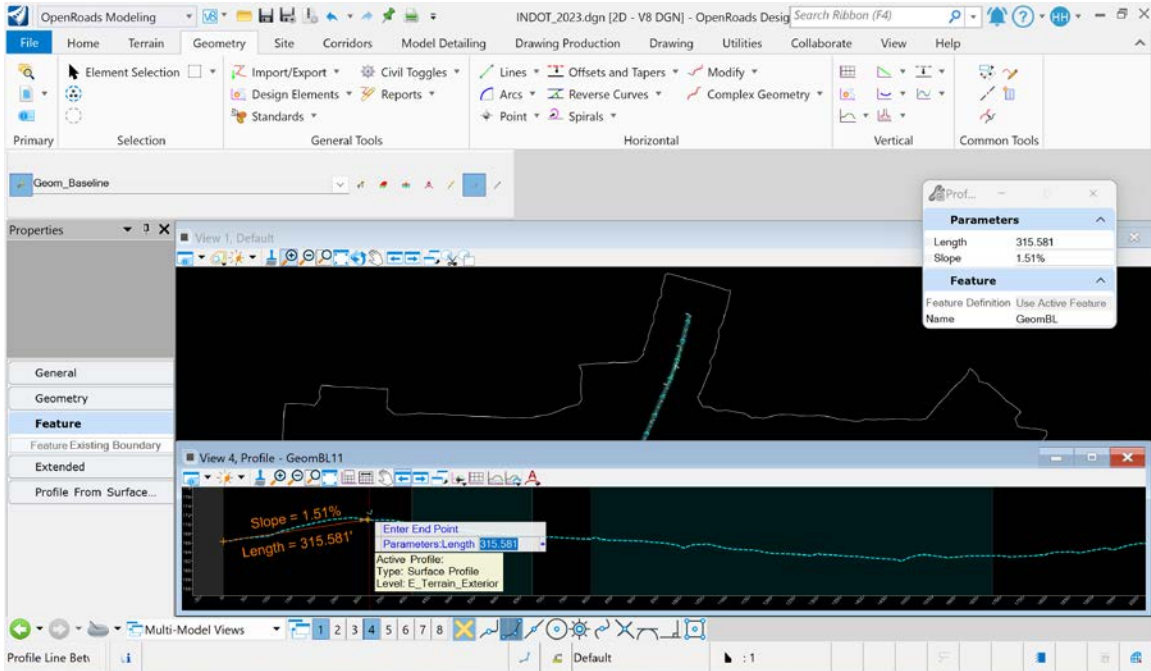 OpenRoads Modeling
INDOT_2023.dgn [2D - V8 DGN] - OpenRoads Desig
Search Ribbon (F4)
HH
File Home Terrain Geometry Site Corridors Model Detailing Drawing Production Drawing Utilities Collaborate View Help
Element Selection Import/Export Civil Toggles Lines Offsets and Tapers Modify
Design Elements Reports Arcs Reverse Curves Complex Geometry
Standards Point Spirals
Primary Selection General Tools Horizontal Vertical Common Tools
Geom_Baseline
Prof...
Parameters
Length 315.581
Slope 1.51%
Feature
Feature Definition Use Active Feature
Name GeomBL
Properties
View 1, Default
General
Geometry
Feature
Feature Existing Boundary
Extended
Profile From Surface...
View 4, Profile - GeomBL11
Slope = 1.51%
Length = 315.581'
Enter End Point
Parameters:Length 315.581
Active Profile:
Type: Surface Profile
Level: E_Terrain_Exterior
Multi-Model Views 1 2 3 4 5 6 7 8
Profile Line Betw Default : 1